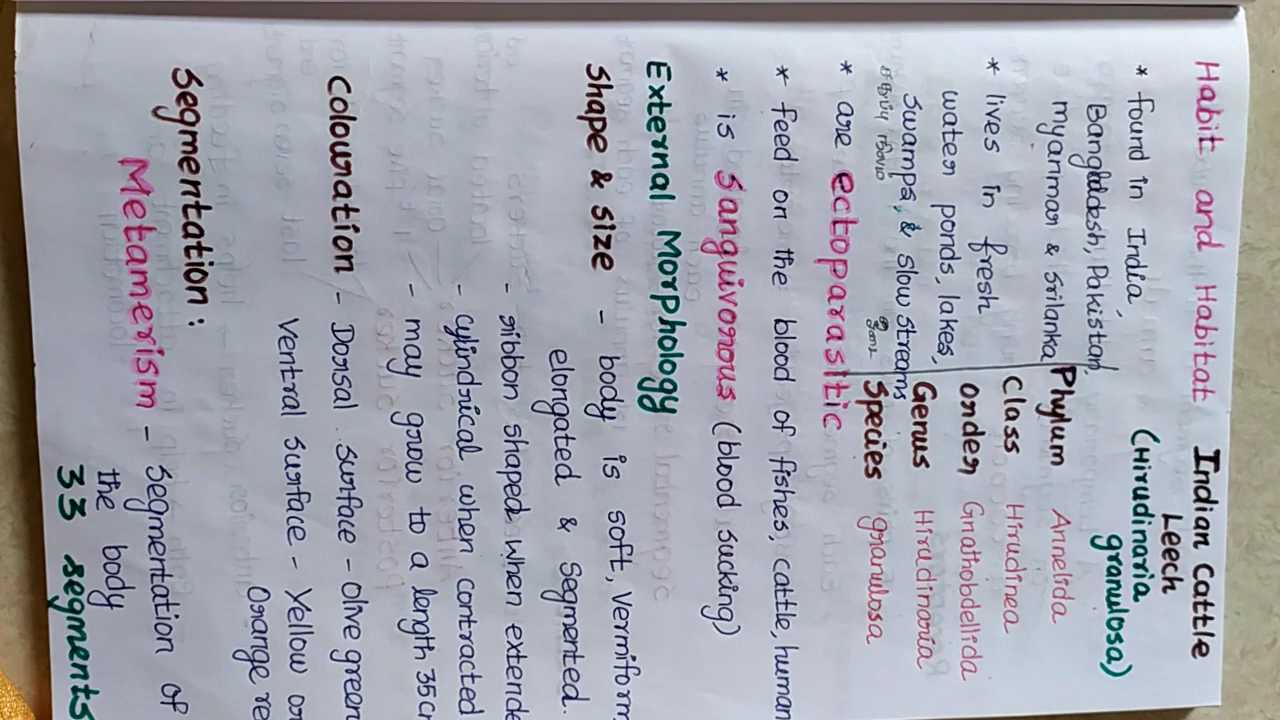 Indian Cattle
Leech
(Hirudinaria
granulosa)
Phylum Annelida
Class Hirudinea
Order Gnathobdellida
Genus Hirudinaria
Species granulosa
Habit and Habitat
* found in India,
Bangladesh, Pakistan,
myanmar & srilanka
* lives in fresh
water ponds, lakes,
swamps, & slow streams
* are ectoparasitic
* feed on the blood of fishes, cattle, human
* is Sanguivorous (blood sucking)
External Morphology
Shape & size - body is soft, vermiform
elongated & segmented.
- ribbon shaped when extende
- cylindrical when contracted
- may grow to a length 35c
Colouration - Dorsal surface - Olive green
ventral surface - Yellow or
Orange re
Segmentation:
Metamerism - segmentation of
the body
33 segments